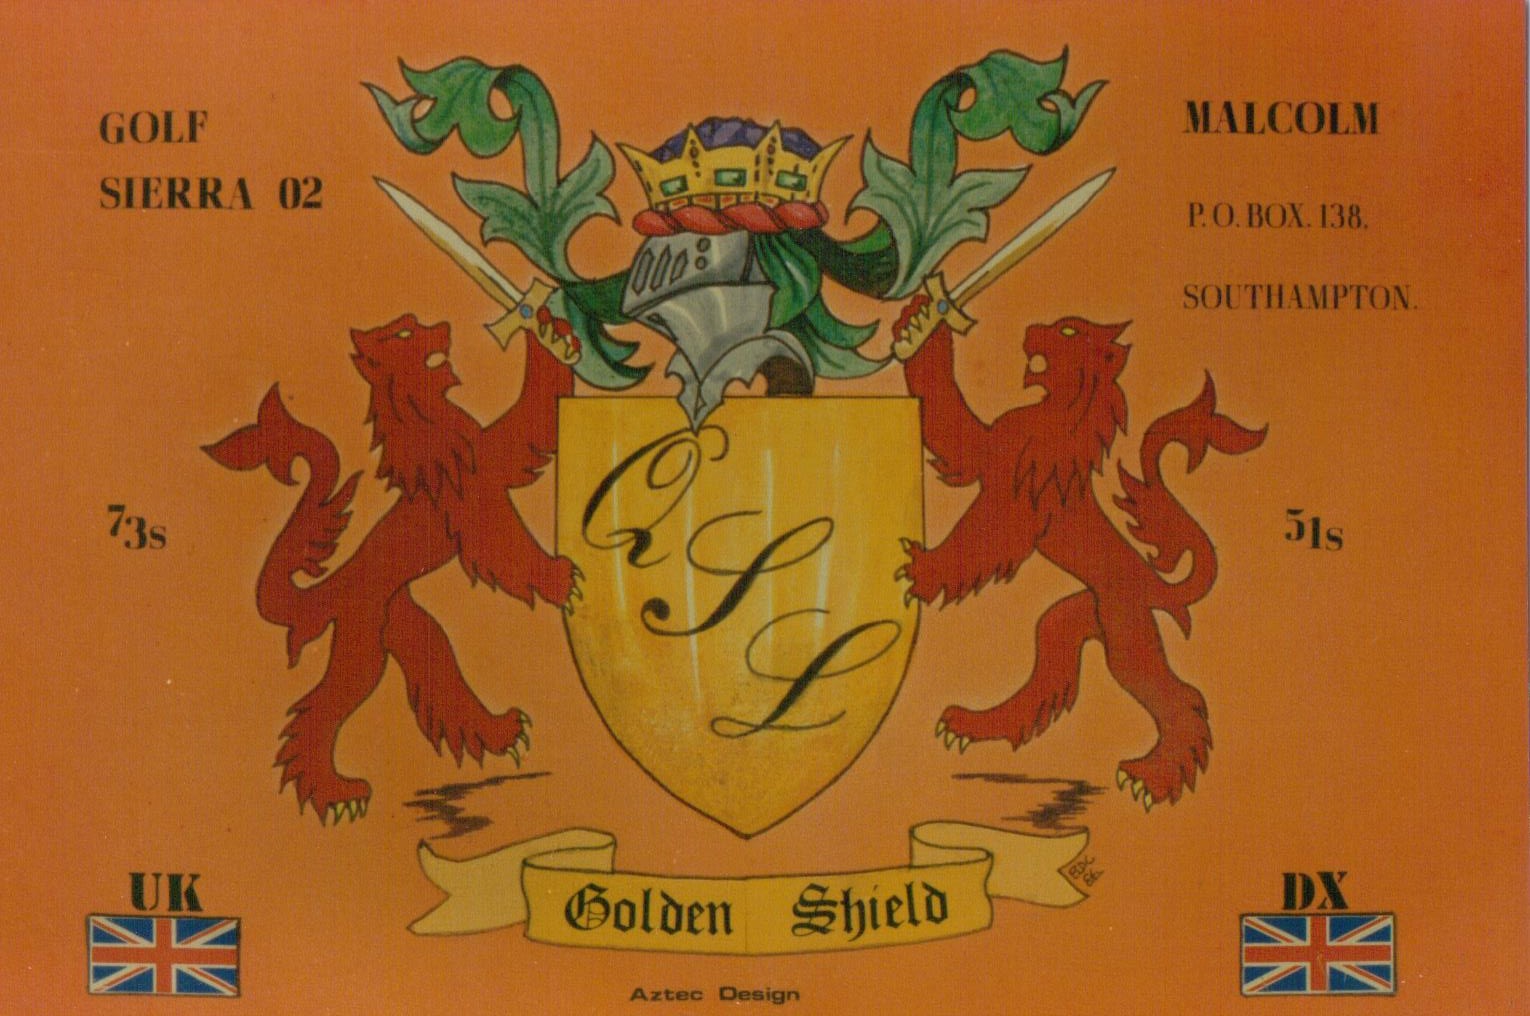 GOLF
SIERRA 02
MALCOLM
P. O. BOX. 138.
SOUTHAMPTON.
QSL
73s
51s
UK
DX
Golden Shield
Aztec Design